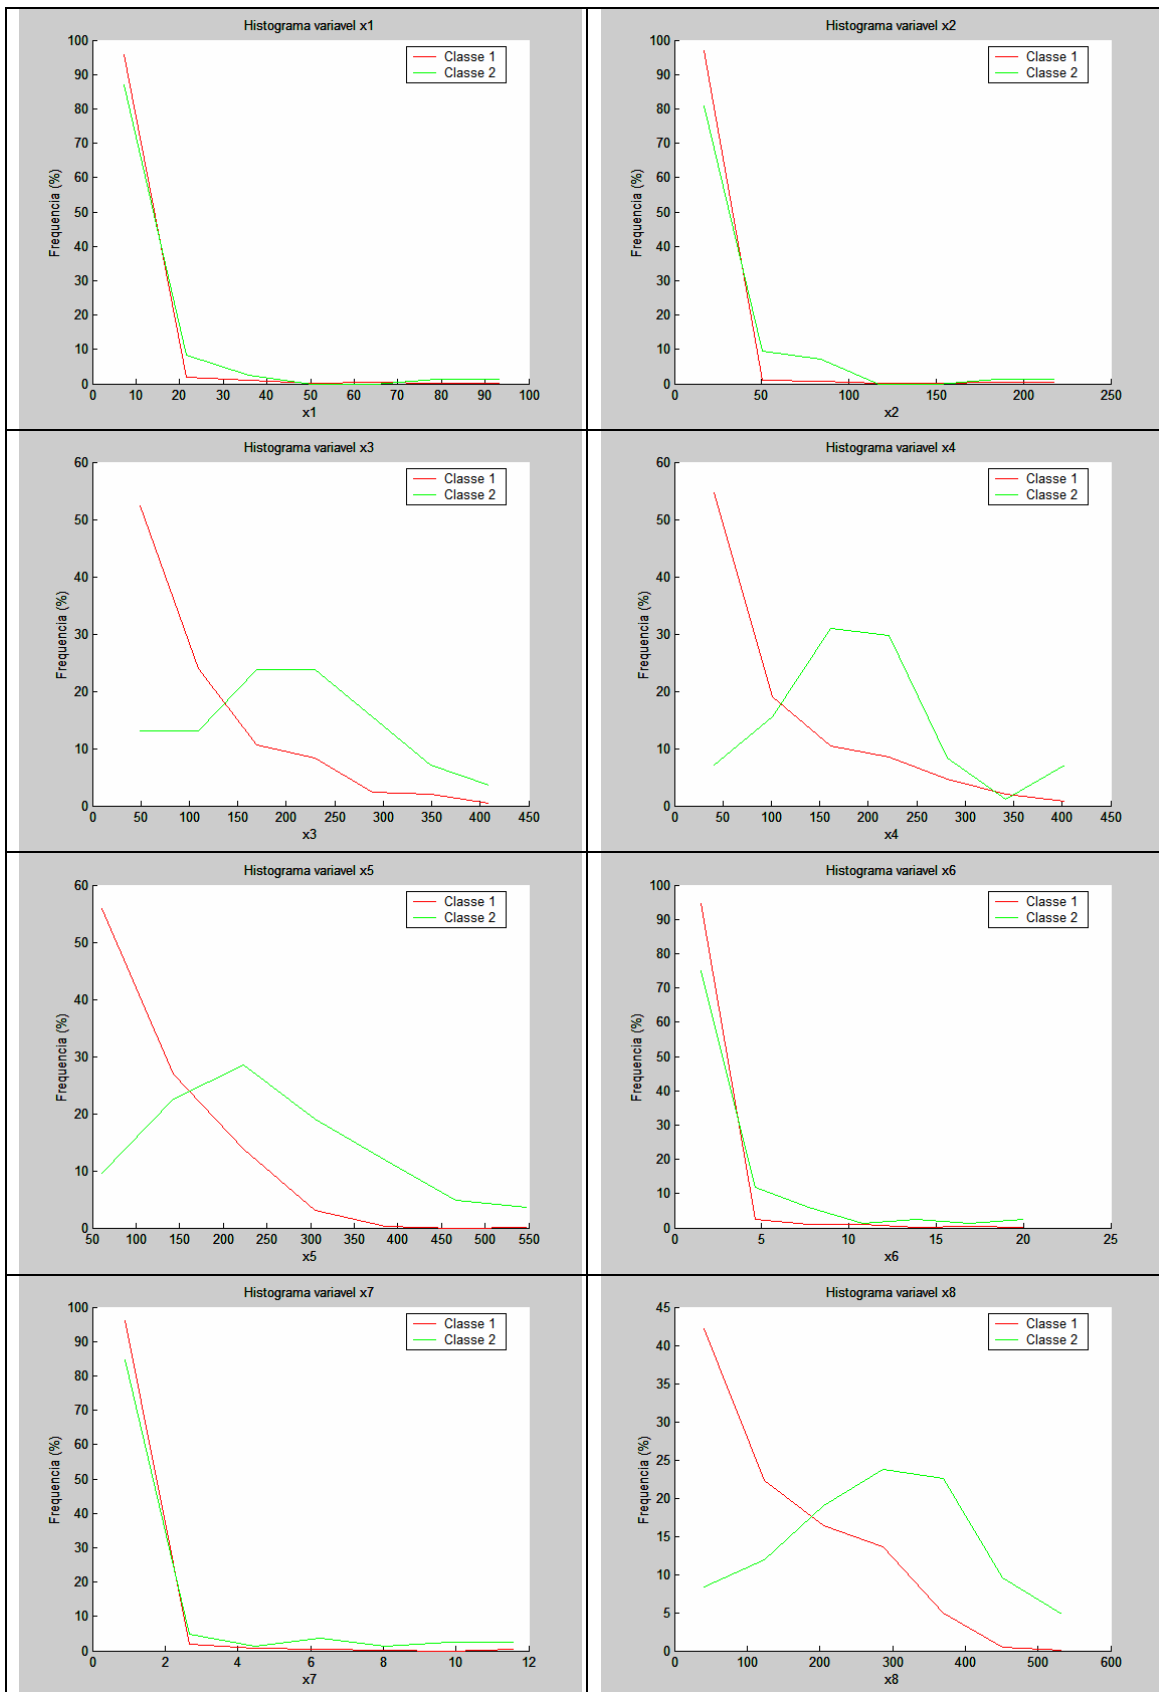 Histograma variavel x1
Classe 1
Classe 2
Frequencia (%)
100
90
80
70
60
50
40
30
20
10
0
0 10 20 30 40 50 60 70 80 90 100
x1
Histograma variavel x2
Classe 1
Classe 2
Frequencia (%)
100
90
80
70
60
50
40
30
20
10
0
0 50 100 150 200 250
x2
Histograma variavel x3
Classe 1
Classe 2
Frequencia (%)
60
50
40
30
20
10
0
0 50 100 150 200 250 300 350 400 450
x3
Histograma variavel x4
Classe 1
Classe 2
Frequencia (%)
60
50
40
30
20
10
0
0 50 100 150 200 250 300 350 400 450
x4
Histograma variavel x5
Classe 1
Classe 2
Frequencia (%)
60
50
40
30
20
10
0
50 100 150 200 250 300 350 400 450 500 550
x5
Histograma variavel x6
Classe 1
Classe 2
Frequencia (%)
100
90
80
70
60
50
40
30
20
10
0
0 5 10 15 20 25
x6
Histograma variavel x7
Classe 1
Classe 2
Frequencia (%)
100
90
80
70
60
50
40
30
20
10
0
0 2 4 6 8 10 12
x7
Histograma variavel x8
Classe 1
Classe 2
Frequencia (%)
45
40
35
30
25
20
15
10
5
0
0 100 200 300 400 500 600
x8